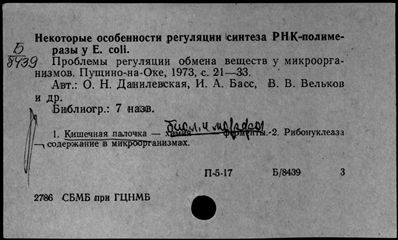 Некоторые особенности регуляции синтеза РНК-полиме-
разы у E. coli.
Б
8439
Проблемы регуляции обмена веществ у микроорга-
низмов. Пущино-на-Оке, 1973, с. 21—33.
Авт.: О. Н. Данилевская, И. А. Басс, В. В. Вельков
и др.
Библиогр.: 7 назв.
1. Кишечная палочка — химия ферменты.-2. Рибонуклеаза
— содержание в микроорганизмах.
П-5-17 Б/8439 3
2786 СБМБ при ГЦНМБ